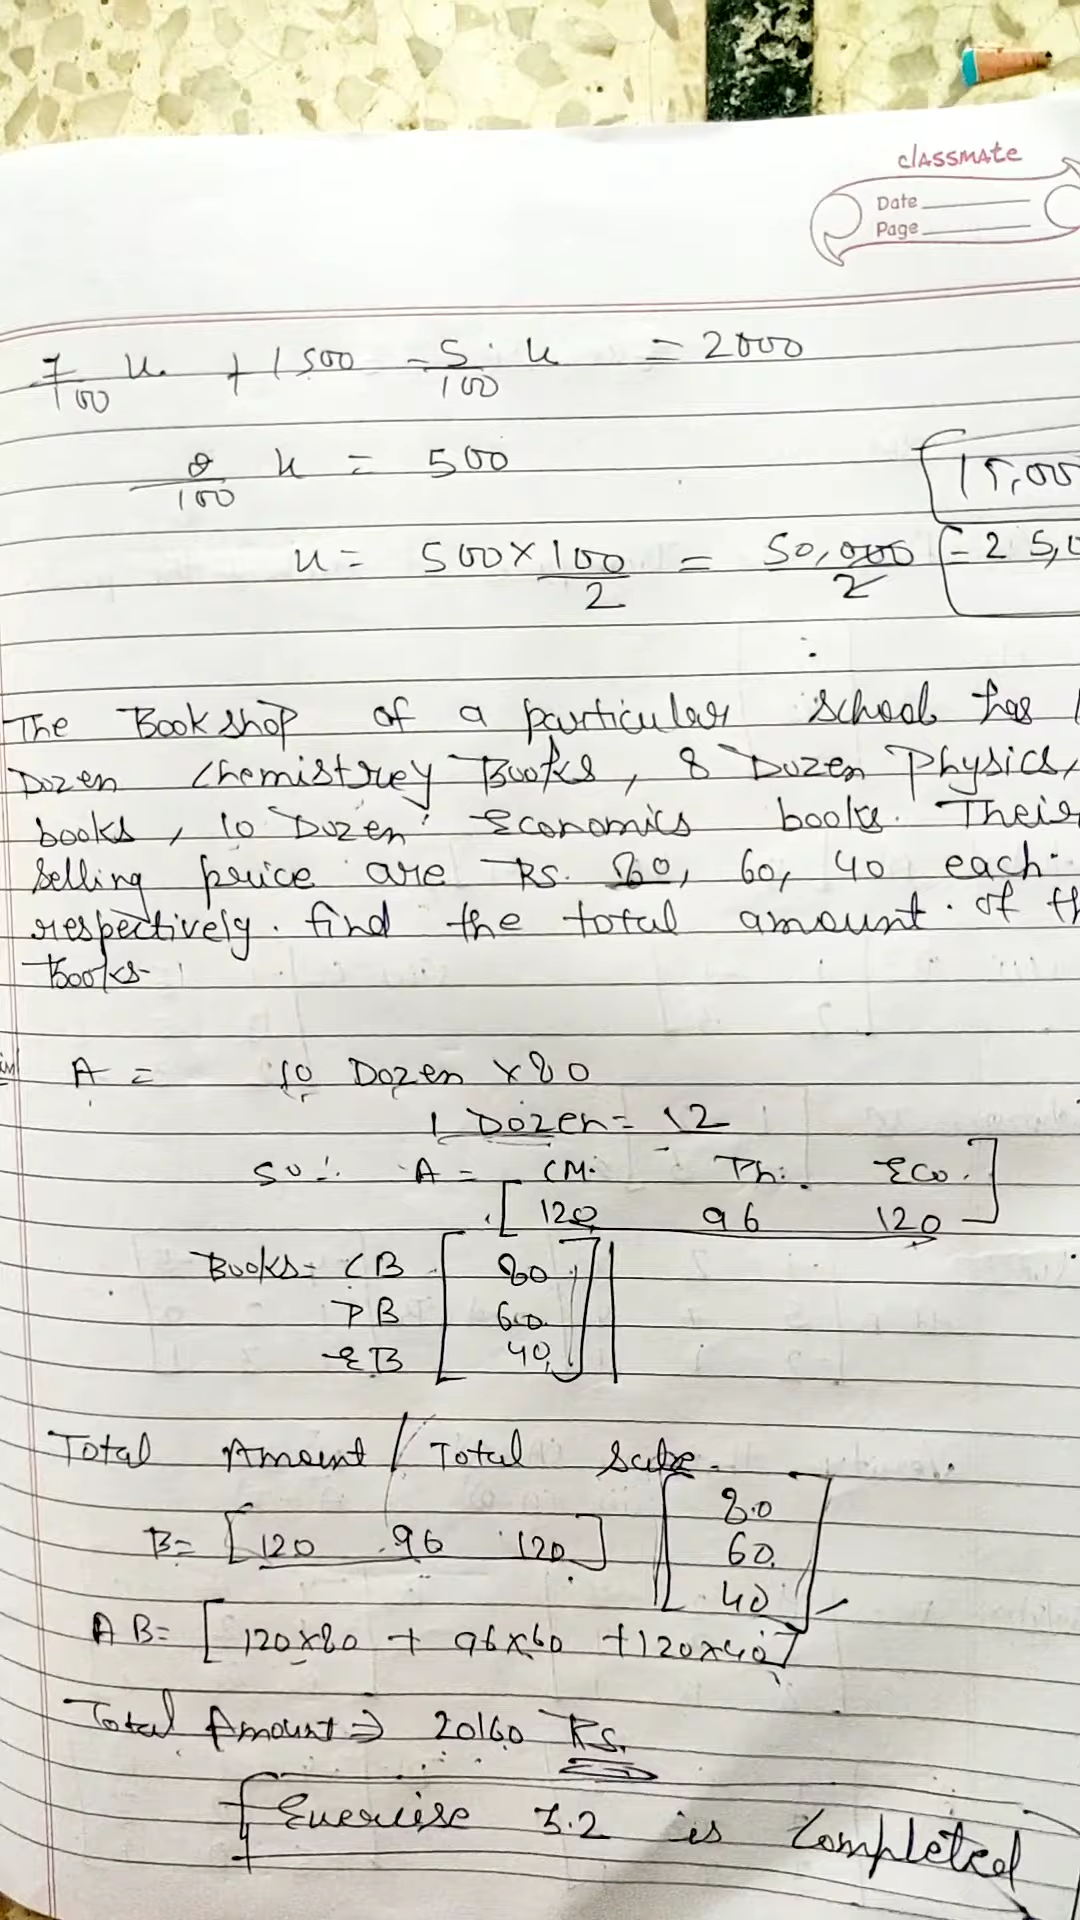 classmate
Date
Page
7/100 x + 1500 - 5/100 . x = 2000
2/100 x = 500
15,00
x = 500 × 100/2 = 50,000/2 = 25,0
The Bookshop of a particular school has 1
Dozen Chemistrey Books, 8 Dozen Physics,
books, 10 Dozen Economics books. Their
selling price are Rs. 80, 60, 40 each
respectively. find the total amount. of th
Books
A = 10 Dozen × 80
1 Dozen = 12
So ∴ A = CM. Ph. Eco.
[120 96 120]
Books = CB [80
PB 60
EB 40]
Total Amount / Total Sale
[80
B = [120 96 120] 60
40]
AB = [120×80 + 96×60 + 120×40]
Total Amount ⇒ 20160 Rs.
Exercise 3.2 is Completed